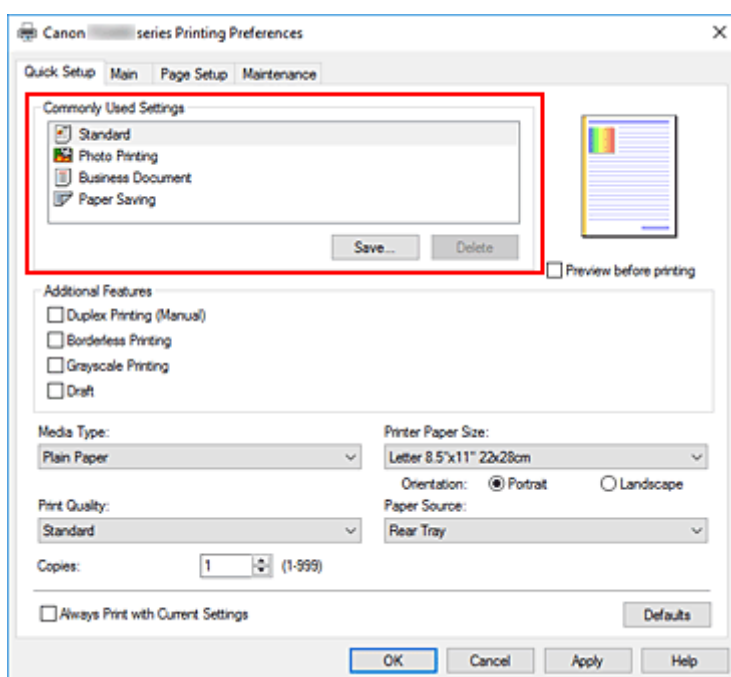 Canon series Printing Preferences
Quick Setup Main Page Setup Maintenance
Commonly Used Settings
Standard
Photo Printing
Business Document
Paper Saving
Save... Delete
Preview before printing
Additional Features
Duplex Printing (Manual)
Borderless Printing
Grayscale Printing
Draft
Media Type: Printer Paper Size:
Plain Paper Letter 8.5"x11" 22x28cm
Orientation: Portrait Landscape
Print Quality: Paper Source:
Standard Rear Tray
Copies: 1 (1-999)
Always Print with Current Settings Defaults
OK Cancel Apply Help